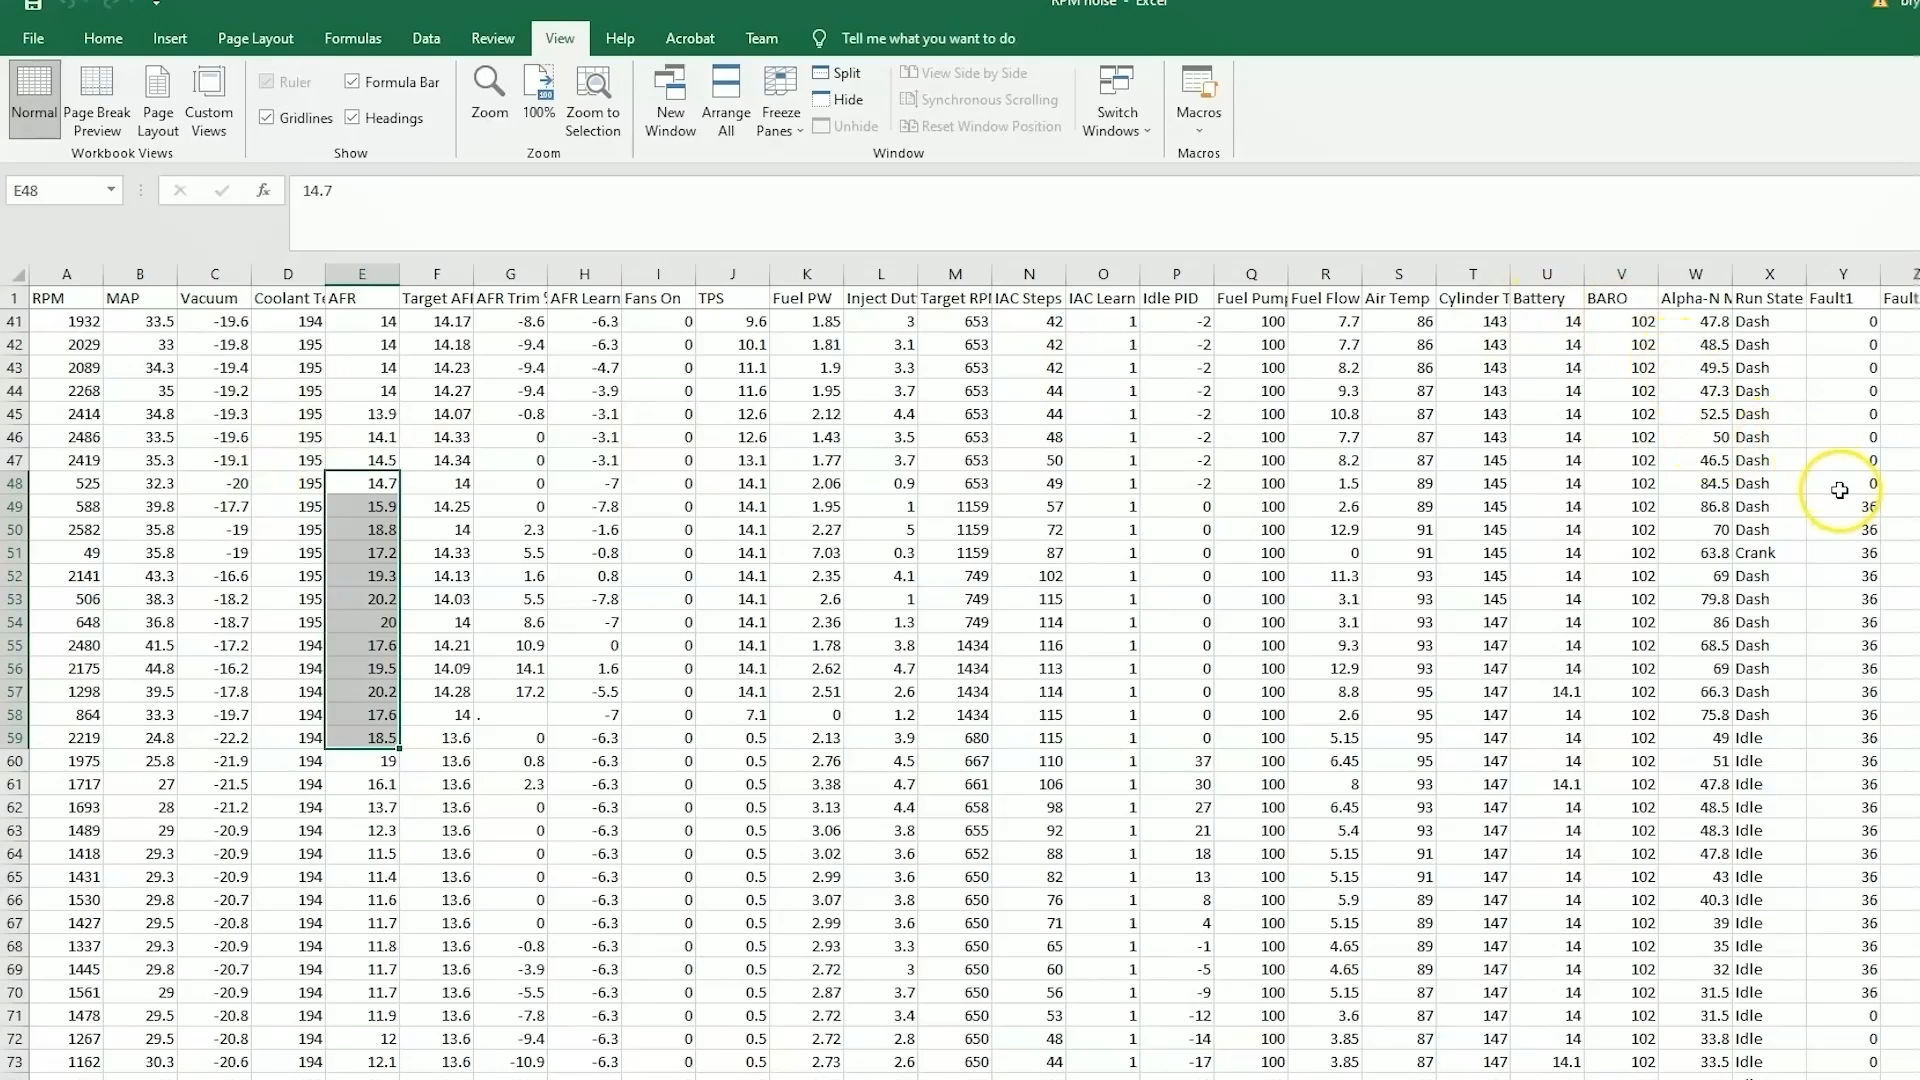 RPM noise - Excel
File Home Insert Page Layout Formulas Data Review View Help Acrobat Team Tell me what you want to do
Normal Page Break Preview Page Layout Custom Views
Workbook Views
Ruler Formula Bar
Gridlines Headings
Show
Zoom 100% Zoom to Selection
Zoom
New Window Arrange All Freeze Panes
Split
Hide
Unhide
View Side by Side
Synchronous Scrolling
Reset Window Position
Switch Windows
Window
Macros
Macros
E48 fx 14.7
A B C D E F G H I J K L M N O P Q R S T U V W X Y Z
1 RPM MAP Vacuum Coolant Te AFR Target AFI AFR Trim % AFR Learn Fans On TPS Fuel PW Inject Dut Target RPI IAC Steps IAC Learn Idle PID Fuel Pump Fuel Flow Air Temp Cylinder T Battery BARO Alpha-N M Run State Fault1 Fault
41 1932 33.5 -19.6 194 14 14.17 -8.6 -6.3 0 9.6 1.85 3 653 42 1 -2 100 7.7 86 143 14 102 47.8 Dash 0
42 2029 33 -19.8 195 14 14.18 -9.4 -6.3 0 10.1 1.81 3.1 653 42 1 -2 100 7.7 86 143 14 102 48.5 Dash 0
43 2089 34.3 -19.4 195 14 14.23 -9.4 -4.7 0 11.1 1.9 3.3 653 42 1 -2 100 8.2 86 143 14 102 49.5 Dash 0
44 2268 35 -19.2 195 14 14.27 -9.4 -3.9 0 11.6 1.95 3.7 653 44 1 -2 100 9.3 87 143 14 102 47.3 Dash 0
45 2414 34.8 -19.3 195 13.9 14.07 -0.8 -3.1 0 12.6 2.12 4.4 653 44 1 -2 100 10.8 87 143 14 102 52.5 Dash 0
46 2486 33.5 -19.6 195 14.1 14.33 0 -3.1 0 12.6 1.43 3.5 653 48 1 -2 100 7.7 87 143 14 102 50 Dash 0
47 2419 35.3 -19.1 195 14.5 14.34 0 -3.1 0 13.1 1.77 3.7 653 50 1 -2 100 8.2 87 145 14 102 46.5 Dash 0
48 525 32.3 -20 195 14.7 14 0 -7 0 14.1 2.06 0.9 653 49 1 -2 100 1.5 89 145 14 102 84.5 Dash 0
49 588 39.8 -17.7 195 15.9 14.25 0 -7.8 0 14.1 1.95 1 1159 57 1 0 100 2.6 89 145 14 102 86.8 Dash 36
50 2582 35.8 -19 195 18.8 14 2.3 -1.6 0 14.1 2.27 5 1159 72 1 0 100 12.9 91 145 14 102 70 Dash 36
51 49 35.8 -19 195 17.2 14.33 5.5 -0.8 0 14.1 7.03 0.3 1159 87 1 0 100 0 91 145 14 102 63.8 Crank 36
52 2141 43.3 -16.6 195 19.3 14.13 1.6 0.8 0 14.1 2.35 4.1 749 102 1 0 100 11.3 93 145 14 102 69 Dash 36
53 506 38.3 -18.2 195 20.2 14.03 5.5 -7.8 0 14.1 2.6 1 749 115 1 0 100 3.1 93 145 14 102 79.8 Dash 36
54 648 36.8 -18.7 195 20 14 8.6 -7 0 14.1 2.36 1.3 749 114 1 0 100 3.1 93 147 14 102 86 Dash 36
55 2480 41.5 -17.2 194 17.6 14.21 10.9 0 0 14.1 1.78 3.8 1434 116 1 0 100 9.3 93 147 14 102 68.5 Dash 36
56 2175 44.8 -16.2 194 19.5 14.09 14.1 1.6 0 14.1 2.62 4.7 1434 113 1 0 100 12.9 93 147 14 102 69 Dash 36
57 1298 39.5 -17.8 194 20.2 14.28 17.2 -5.5 0 14.1 2.51 2.6 1434 114 1 0 100 8.8 95 147 14.1 102 66.3 Dash 36
58 864 33.3 -19.7 194 17.6 14 . -7 0 7.1 0 1.2 1434 115 1 0 100 2.6 95 147 14 102 75.8 Dash 36
59 2219 24.8 -22.2 194 18.5 13.6 0 -6.3 0 0.5 2.13 3.9 680 115 1 0 100 5.15 95 147 14 102 49 Idle 36
60 1975 25.8 -21.9 194 19 13.6 0.8 -6.3 0 0.5 2.76 4.5 667 110 1 37 100 6.45 95 147 14 102 51 Idle 36
61 1717 27 -21.5 194 16.1 13.6 2.3 -6.3 0 0.5 3.38 4.7 661 106 1 30 100 8 93 147 14.1 102 47.8 Idle 36
62 1693 28 -21.2 194 13.7 13.6 0 -6.3 0 0.5 3.13 4.4 658 98 1 27 100 6.45 93 147 14 102 48.5 Idle 36
63 1489 29 -20.9 194 12.3 13.6 0 -6.3 0 0.5 3.06 3.8 655 92 1 21 100 5.4 93 147 14 102 48.3 Idle 36
64 1418 29.3 -20.9 194 11.5 13.6 0 -6.3 0 0.5 3.02 3.6 652 88 1 18 100 5.15 91 147 14 102 47.8 Idle 36
65 1431 29.3 -20.9 194 11.4 13.6 0 -6.3 0 0.5 2.99 3.6 650 82 1 13 100 5.15 91 147 14 102 43 Idle 36
66 1530 29.8 -20.7 194 11.6 13.6 0 -6.3 0 0.5 3.07 3.8 650 76 1 8 100 5.9 89 147 14 102 40.3 Idle 36
67 1427 29.5 -20.8 194 11.7 13.6 0 -6.3 0 0.5 2.99 3.6 650 71 1 4 100 5.15 89 147 14 102 39 Idle 36
68 1337 29.3 -20.9 194 11.8 13.6 -0.8 -6.3 0 0.5 2.93 3.3 650 65 1 -1 100 4.65 89 147 14 102 35 Idle 36
69 1445 29.8 -20.7 194 11.7 13.6 -3.9 -6.3 0 0.5 2.72 3 650 60 1 -5 100 4.65 89 147 14 102 32 Idle 36
70 1561 29 -20.9 194 11.7 13.6 -5.5 -6.3 0 0.5 2.87 3.7 650 56 1 -9 100 5.15 87 147 14 102 31.5 Idle 36
71 1478 29.5 -20.8 194 11.9 13.6 -7.8 -6.3 0 0.5 2.72 3.4 650 53 1 -12 100 3.6 87 147 14 102 31.5 Idle 0
72 1267 29.5 -20.8 194 12 13.6 -9.4 -6.3 0 0.5 2.72 2.8 650 48 1 -14 100 3.85 87 147 14 102 33.8 Idle 0
73 1162 30.3 -20.6 194 12.1 13.6 -10.9 -6.3 0 0.5 2.73 2.6 650 44 1 -17 100 3.85 87 147 14.1 102 33.5 Idle 0